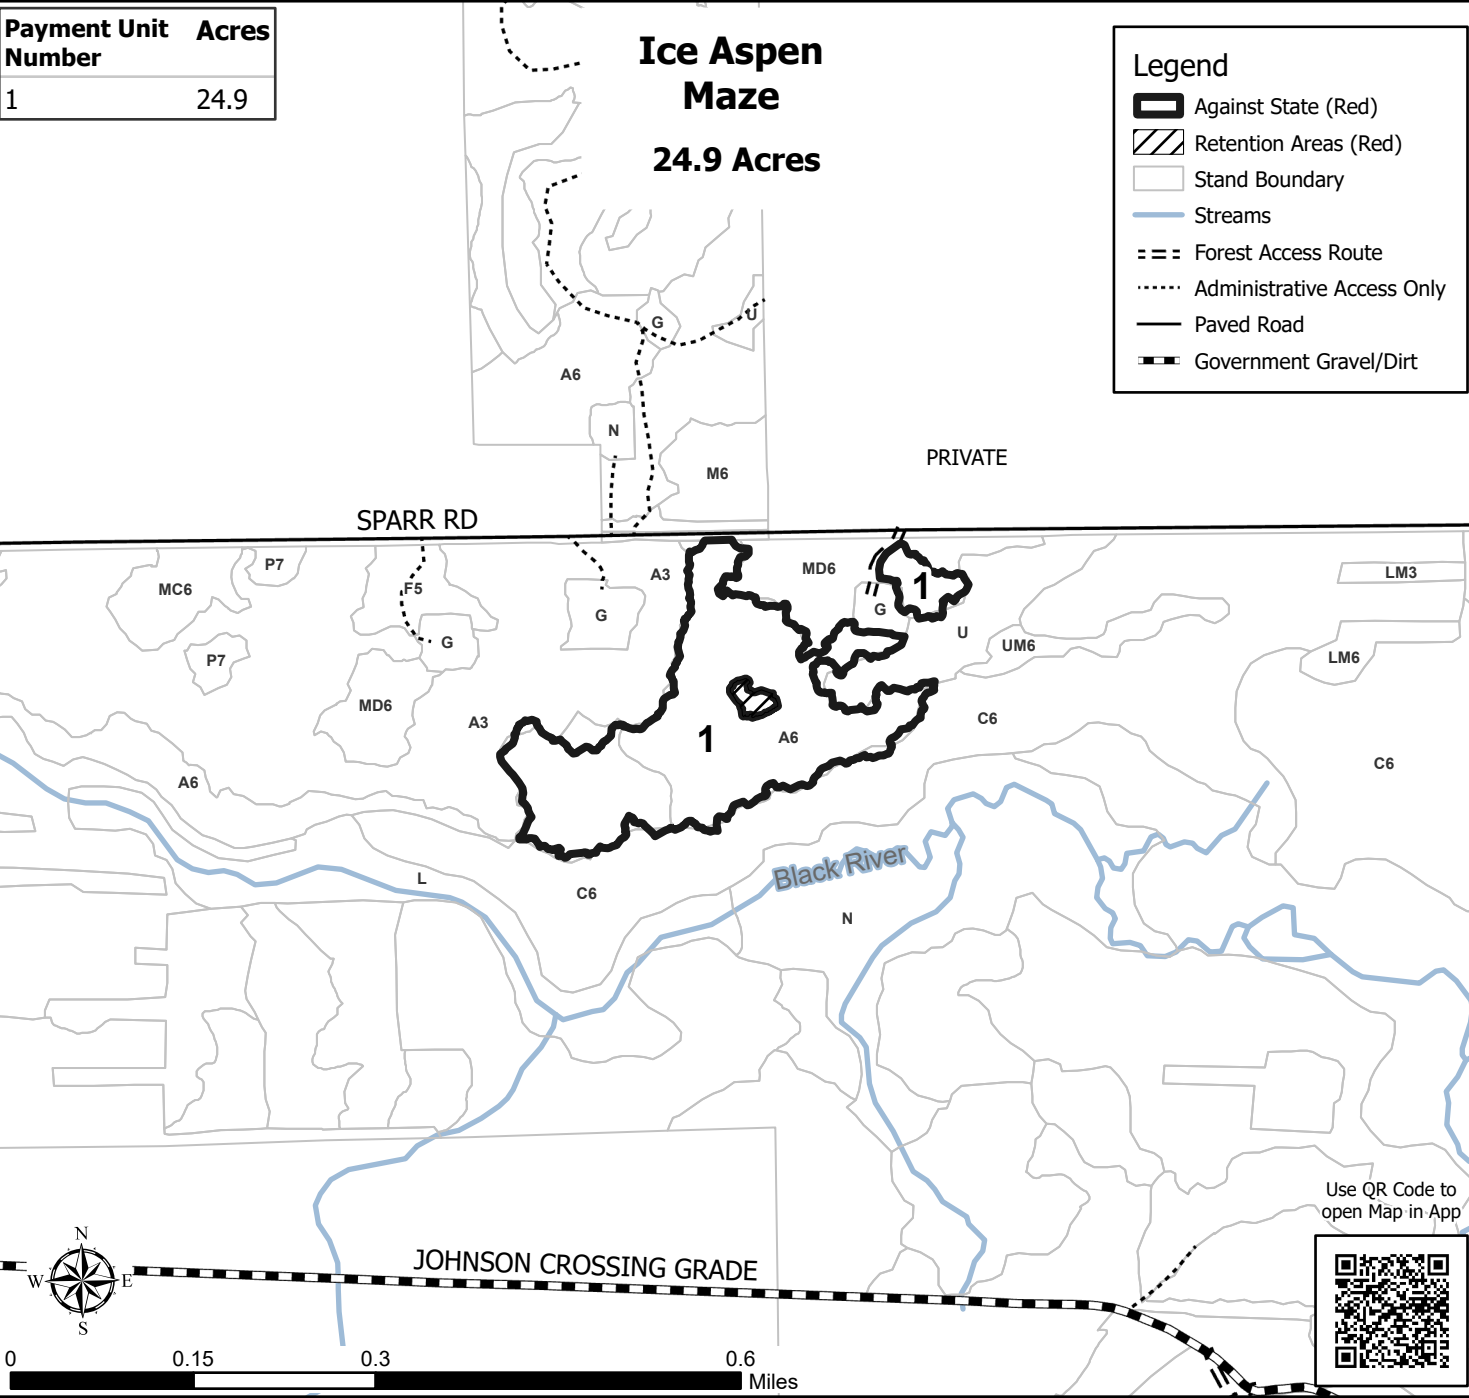 Payment Unit Number Acres
1 24.9
Ice Aspen
Maze
24.9 Acres
Legend
Against State (Red)
Retention Areas (Red)
Stand Boundary
Streams
Forest Access Route
Administrative Access Only
Paved Road
Government Gravel/Dirt
G
U
A6
N
M6
PRIVATE
SPARR RD
P7
MC6
F5
A3
MD6
1
LM3
G
G
G
U
UM6
P7
LM6
MD6
A3
C6
1
A6
A6
C6
Black River
L
C6
N
Use QR Code to
open Map in App
N
W E
S
JOHNSON CROSSING GRADE
0 0.15 0.3 0.6
Miles